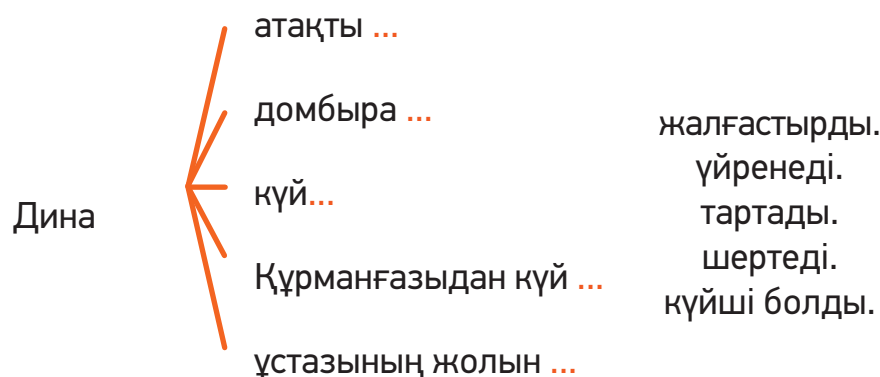 атақты ...
домбыра ...
күй...
Құрманғазыдан күй ...
ұстазының жолын ...
Дина
жалғастырды.
үйренеді.
тартады.
шертеді.
күйші болды.